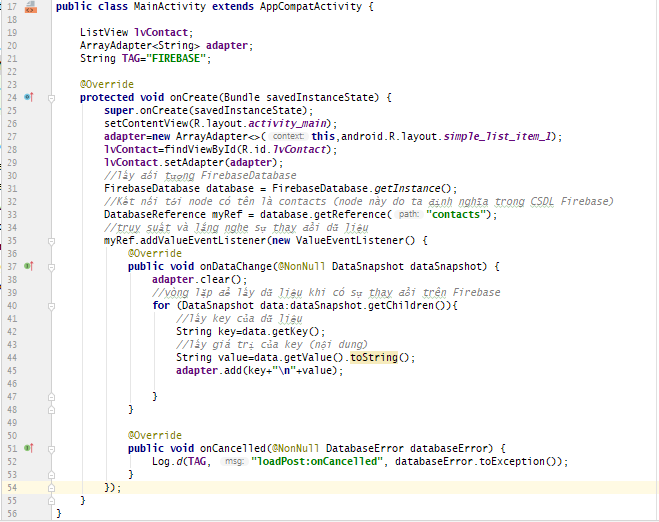 17 public class MainActivity extends AppCompatActivity {
18
19 ListView lvContact;
20 ArrayAdapter<String> adapter;
21 String TAG="FIREBASE";
22
23 @Override
24 protected void onCreate(Bundle savedInstanceState) {
25 super.onCreate(savedInstanceState);
26 setContentView(R.layout.activity_main);
27 adapter=new ArrayAdapter<>( context: this,android.R.layout.simple_list_item_1);
28 lvContact=findViewById(R.id.lvContact);
29 lvContact.setAdapter(adapter);
30 //lấy đối tượng FirebaseDatabase
31 FirebaseDatabase database = FirebaseDatabase.getInstance();
32 //Kết nối tới node có tên là contacts (node này do ta định nghĩa trong CSDL Firebase)
33 DatabaseReference myRef = database.getReference( path: "contacts");
34 //truy suất và lắng nghe sự thay đổi dữ liệu
35 myRef.addValueEventListener(new ValueEventListener() {
36 @Override
37 public void onDataChange(@NonNull DataSnapshot dataSnapshot) {
38 adapter.clear();
39 //vòng lặp để lấy dữ liệu khi có sự thay đổi trên Firebase
40 for (DataSnapshot data:dataSnapshot.getChildren()){
41 //lấy key của dữ liệu
42 String key=data.getKey();
43 //lấy giá trị của key (nội dung)
44 String value=data.getValue().toString();
45 adapter.add(key+"\n"+value);
46
47 }
48 }
49
50 @Override
51 public void onCancelled(@NonNull DatabaseError databaseError) {
52 Log.d(TAG, msg: "loadPost:onCancelled", databaseError.toException());
53 }
54 });
55 }
56 }